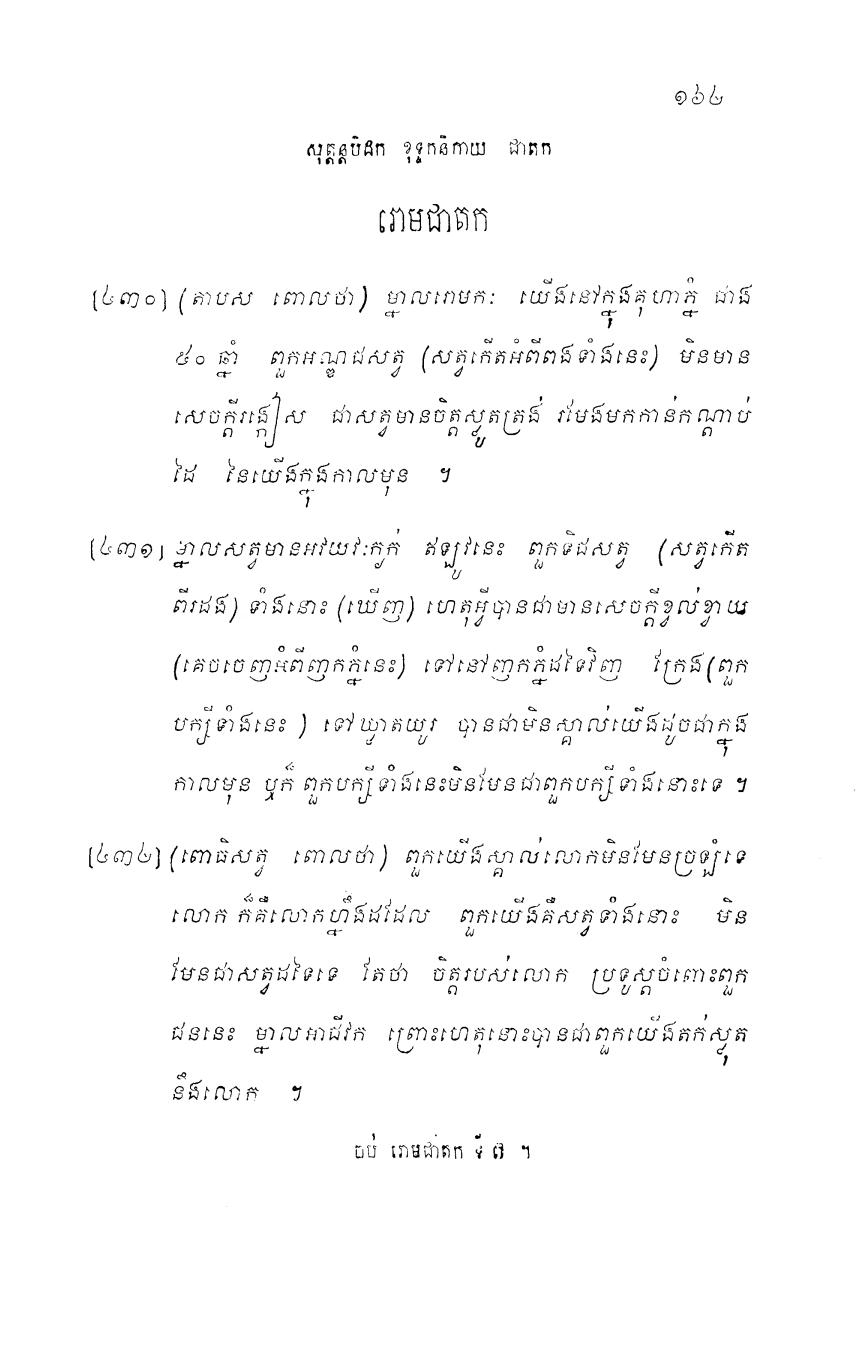 ១៦៤
សុត្តន្តបិដក ខុទ្ទកនិកាយ ជាតក
រោមជាតក
[៤៣០] (តាបស ពោលថា) ម្នាលរោមកៈ យើងនៅក្នុងគុហាភ្នំ ជាង
៥០ ឆ្នាំ ពួកអណ្ឌជសត្វ (សត្វកើតអំពីពងទាំងនេះ) មិនមាន
សេចក្តីរង្កៀស ជាសត្វមានចិត្តស្លូតត្រង់ រមែងមកកាន់កណ្តាប់
ដៃ នៃយើងក្នុងកាលមុន ។
[៤៣១] ម្នាលសត្វមានអវយវៈក្ងក់ ឥឡូវនេះ ពួកទិជសត្វ (សត្វកើត
ពីរដង) ទាំងនោះ (ឃើញ) ហេតុអ្វីបានជាមានសេចក្តីខ្វល់ខ្វាយ
(គេចចេញអំពីញកភ្នំនេះ) ទៅនៅញកភ្នំដទៃវិញ ក្រែង(ពួក
បក្សីទាំងនេះ ) ទៅឃ្លាតយូរ បានជាមិនស្គាល់យើងដូចជាក្នុង
កាលមុន ឬក៏ ពួកបក្សីទាំងនេះមិនមែនជាពួកបក្សីទាំងនោះទេ ។
[៤៣២] (ពោធិសត្វ ពោលថា) ពួកយើងស្គាល់លោកមិនមែនច្រឡំទេ
លោក ក៏គឺលោកហ្នឹងដដែល ពួកយើងគឺសត្វទាំងនោះ មិន
មែនជាសត្វដទៃទេ តែថា ចិត្តរបស់លោក ប្រទូស្តចំពោះពួក
ជននេះ ម្នាលអាជីវក ព្រោះហេតុនោះបានជាពួកយើងតក់ស្លុត
នឹងលោក ។
ចប់ រោមជាតក ទី ៧ ។